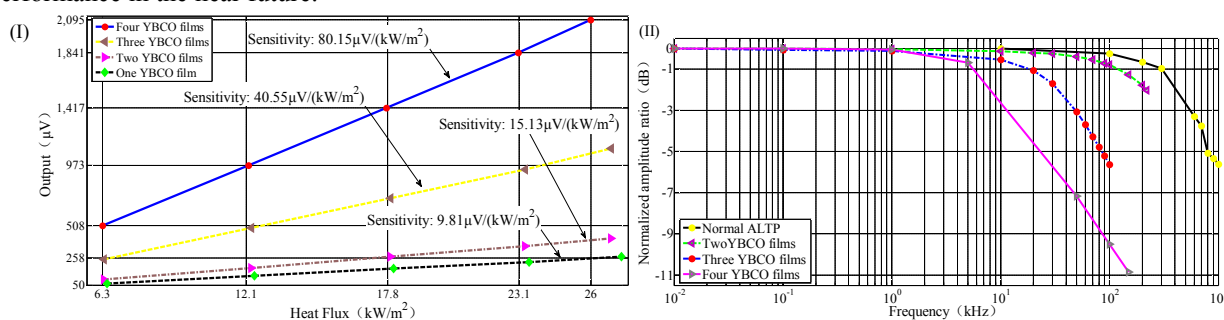 performance in the near future.
(I)
2,095
1,841
1,417
973
508
258
50
Output（μV）
Four YBCO films
Three YBCO films
Two YBCO films
One YBCO film
Sensitivity: 80.15μV/(kW/m²)
Sensitivity: 40.55μV/(kW/m²)
Sensitivity: 15.13μV/(kW/m²)
Sensitivity: 9.81μV/(kW/m²)
6.3 12.1 17.8 23.1 26
Heat Flux（kW/m²）
(II)
0
-1
-2
-3
-5
-7
-9
-11
Normalized amplitude ratio（dB）
Normal ALTP
TwoYBCO films
Three YBCO films
Four YBCO films
10⁻² 10⁻¹ 10⁰ 10¹ 10²
Frequency（kHz）